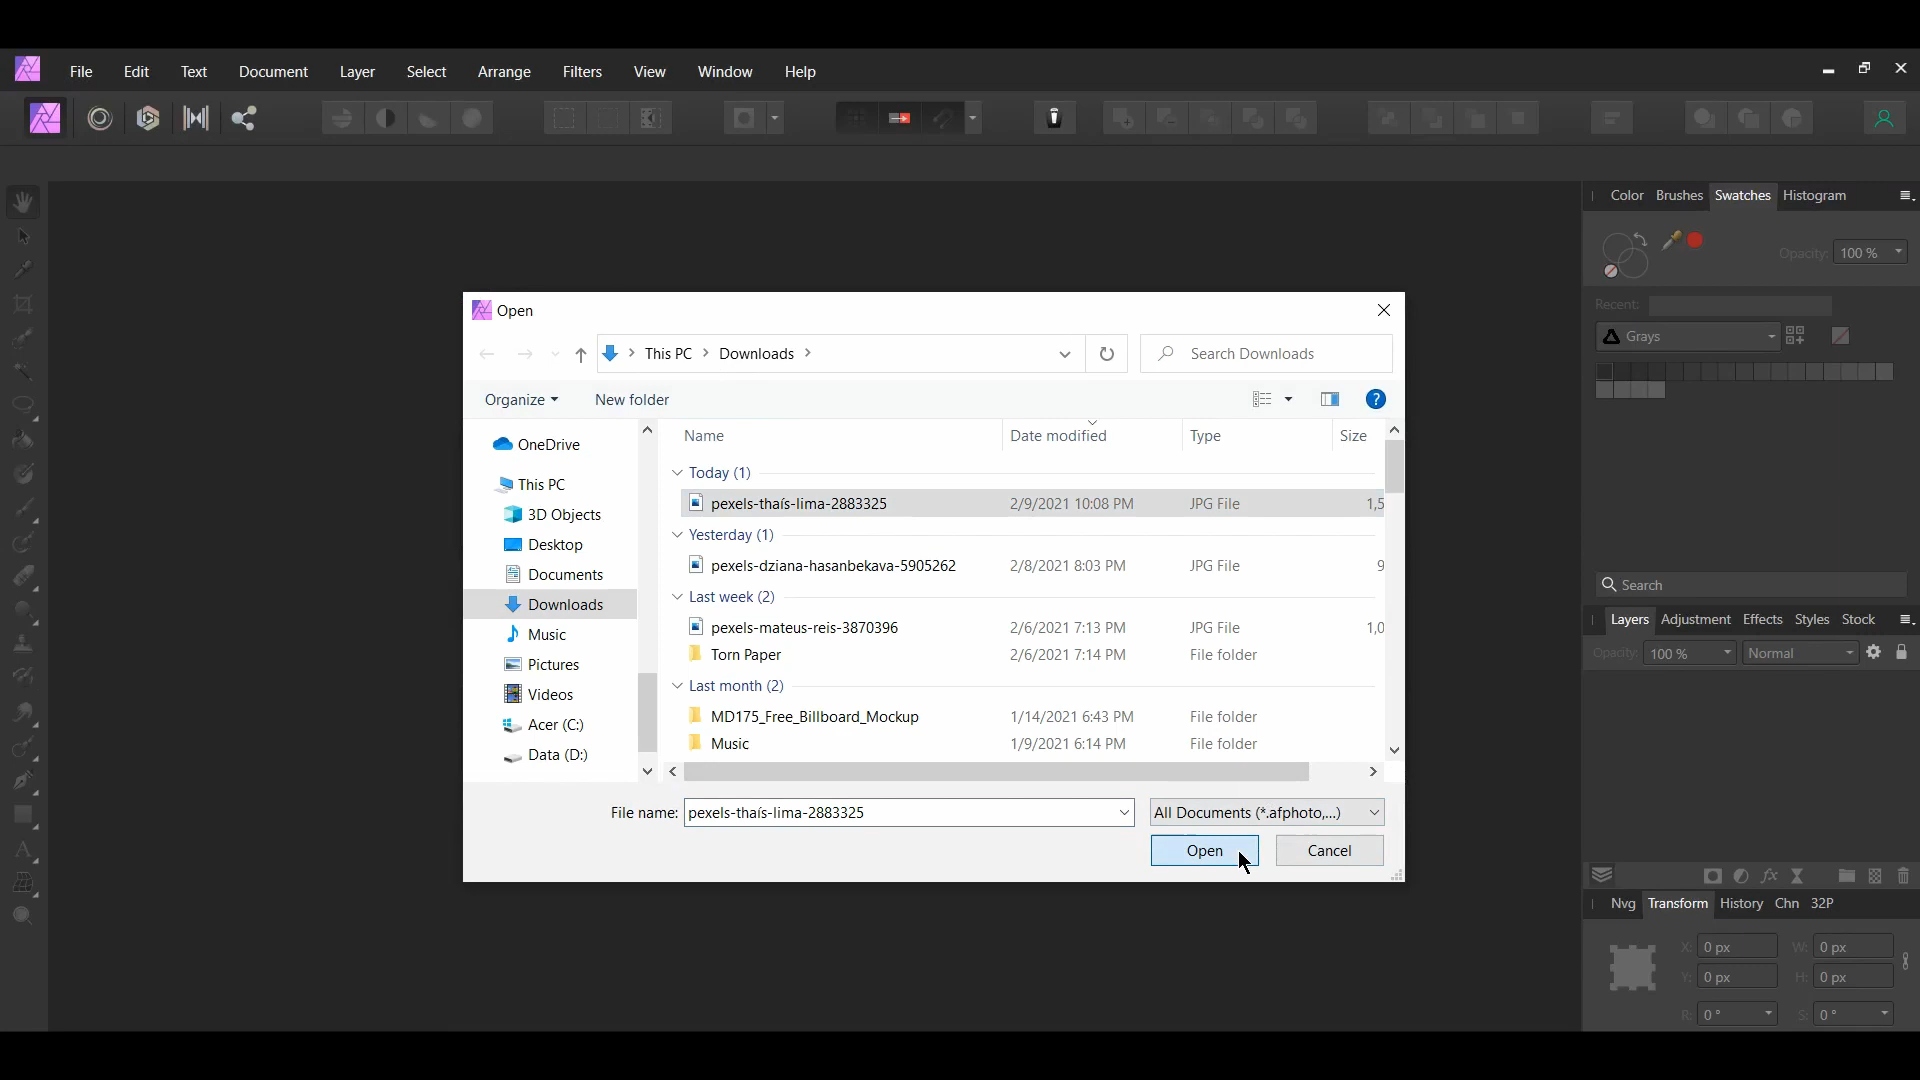 File Edit Text Document Layer Select Arrange Filters View Window Help
Color Brushes Swatches Histogram
Opacity: 100 %
Recent:
Grays
Open
This PC Downloads
Search Downloads
Organize New folder
Name Date modified Type Size
OneDrive
This PC
3D Objects
Desktop
Documents
Downloads
Music
Pictures
Videos
Acer (C:)
Data (D:)
Today (1)
pexels-thaís-lima-2883325 2/9/2021 10:08 PM JPG File 1,5
Yesterday (1)
pexels-dziana-hasanbekava-5905262 2/8/2021 8:03 PM JPG File 9
Last week (2)
pexels-mateus-reis-3870396 2/6/2021 7:13 PM JPG File 1,0
Torn Paper 2/6/2021 7:14 PM File folder
Last month (2)
MD175_Free_Billboard_Mockup 1/14/2021 6:43 PM File folder
Music 1/9/2021 6:14 PM File folder
File name: pexels-thaís-lima-2883325 All Documents (*.afphoto,...)
Open Cancel
Search
Layers Adjustment Effects Styles Stock
Opacity: 100 % Normal
Nvg Transform History Chn 32P
X: 0 px W: 0 px
Y: 0 px H: 0 px
R: 0 ° S: 0 °